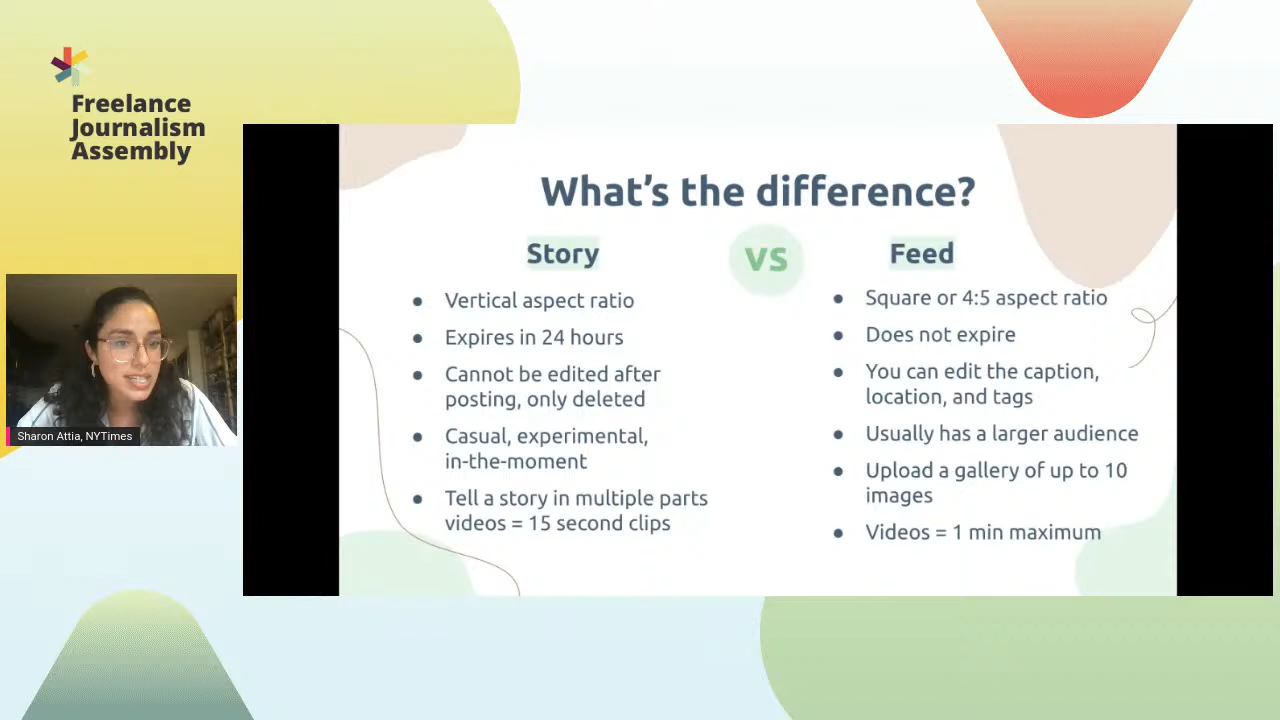 Freelance
Journalism
Assembly
Sharon Attia, NYTimes
What's the difference?
Story
VS
Feed
● Vertical aspect ratio
● Expires in 24 hours
● Cannot be edited after
posting, only deleted
● Casual, experimental,
in-the-moment
● Tell a story in multiple parts
videos = 15 second clips
● Square or 4:5 aspect ratio
● Does not expire
● You can edit the caption,
location, and tags
● Usually has a larger audience
● Upload a gallery of up to 10
images
● Videos = 1 min maximum